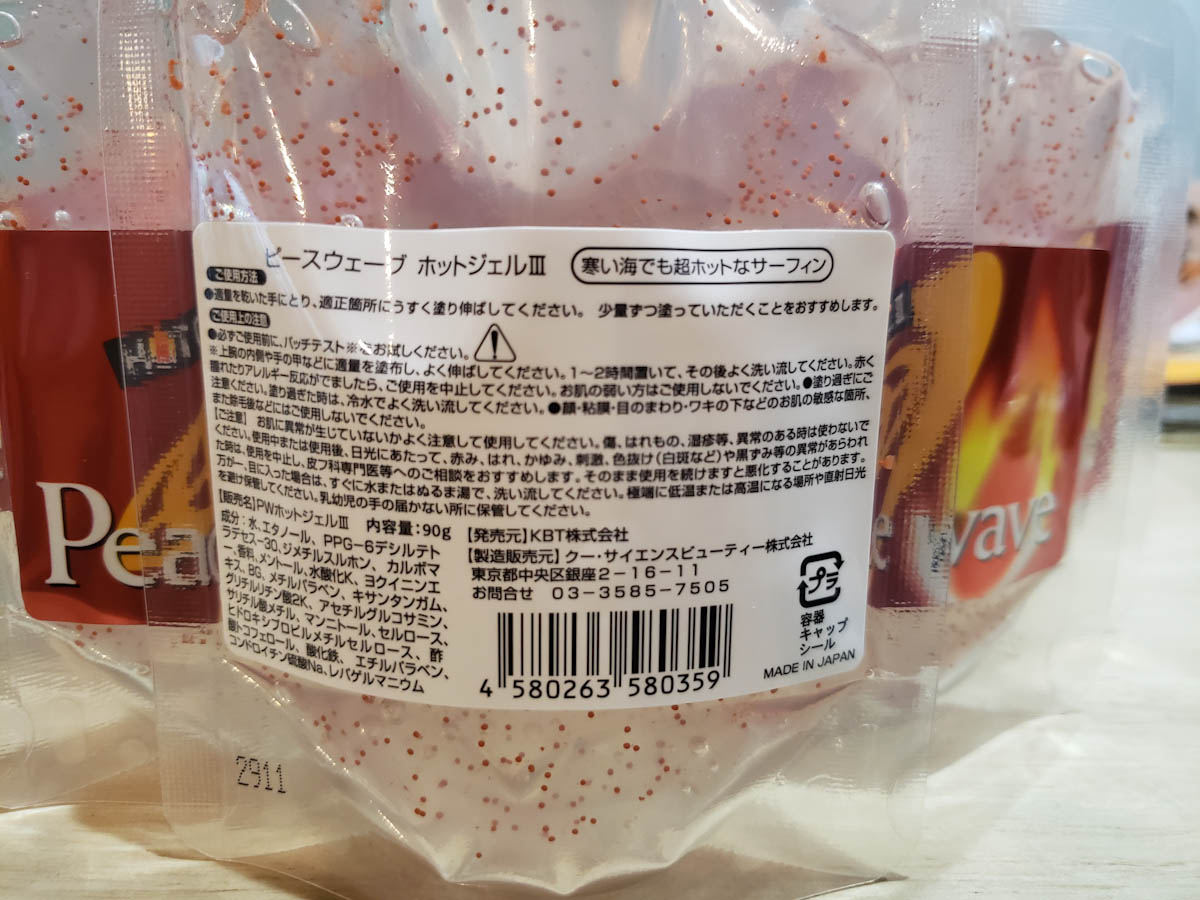 ピースウェーブ ホットジェルⅢ 寒い海でも超ホットなサーフィン
ご使用方法
●適量を乾いた手にとり、適正箇所にうすく塗り伸ばしてください。 少量ずつ塗っていただくことをおすすめします。
ご使用上の注意
●必ずご使用前に、パッチテスト※をお試しください。
※上腕の内側や手の甲などに適量を塗布し、よく伸ばしてください。1〜2時間置いて、その後よく洗い流してください。赤く
腫れたりアレルギー反応がでましたら、ご使用を中止してください。お肌の弱い方はご使用しないでください。●塗り過ぎにご
注意ください。塗り過ぎた時は、冷水でよく洗い流してください。●顔・粘膜・目のまわり・ワキの下などのお肌の敏感な箇所、
また除毛後などにはご使用しないでください。
【ご注意】 お肌に異常が生じていないかよく注意して使用してください。傷、はれもの、湿疹等、異常のある時は使わないで
ください。使用中または使用後、日光にあたって、赤み、はれ、かゆみ、刺激、色抜け(白斑など)や黒ずみ等の異常があらわれ
た時は、使用を中止し、皮フ科専門医等へのご相談をおすすめします。そのまま使用を続けますと悪化することがあります。
万が一、目に入った場合は、すぐに水またはぬるま湯で、洗い流してください。極端に低温または高温になる場所や直射日光
を避け保管してください。乳幼児の手の届かない所に保管してください。
【販売名】PWホットジェルⅢ 内容量:90g
成分:水、エタノール、PPG-6デシルテト
ラデセス-30、ジメチルスルホン、カルボマ
ー、香料、メントール、水酸化K、ヨクイニンエ
キス、BG、メチルパラベン、キサンタンガム、
グリチルリチン酸2K、アセチルグルコサミン、
サリチル酸メチル、マンニトール、セルロース、
ヒドロキシプロピルメチルセルロース、酢
酸トコフェロール、酸化鉄、エチルパラベン、
コンドロイチン硫酸Na、レパゲルマニウム
【発売元】KBT株式会社
【製造販売元】クー・サイエンスビューティー株式会社
東京都中央区銀座2-16-11
お問合せ 03-3585-7505
プラ
容器
キャップ
シール
MADE IN JAPAN
4 580263 580359
2911
Pea
e wave